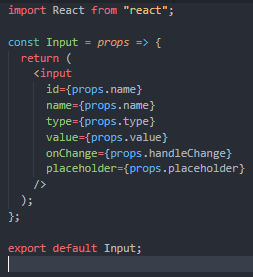 import React from "react";

const Input = props => {
  return (
    <input
      id={props.name}
      name={props.name}
      type={props.type}
      value={props.value}
      onChange={props.handleChange}
      placeholder={props.placeholder}
    />
  );
};

export default Input;